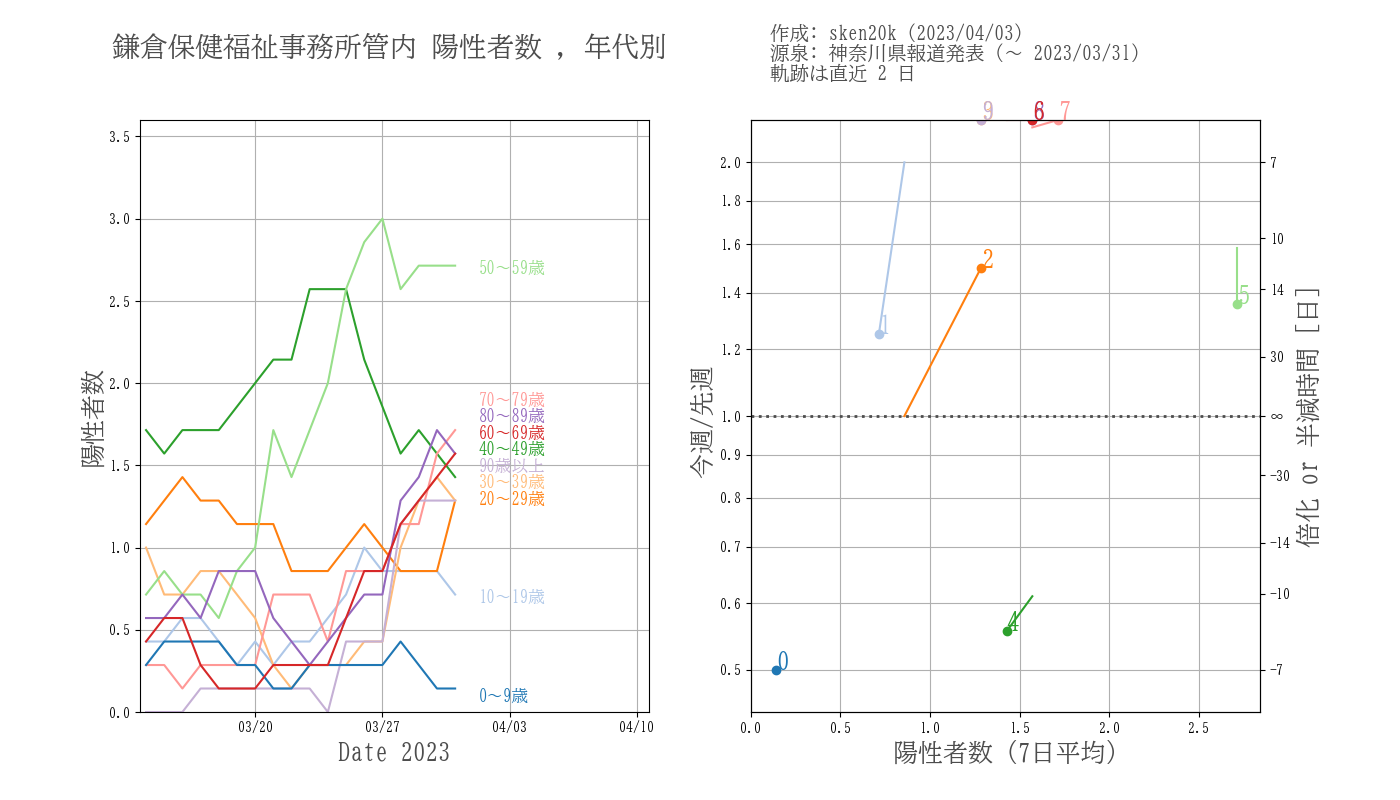 鎌倉保健福祉事務所管内 陽性者数 , 年代別
作成: sken20k (2023/04/03)
源泉: 神奈川県報道発表 (～ 2023/03/31)
軌跡は直近 2 日
陽性者数
3.5
3.0
2.5
2.0
1.5
1.0
0.5
0.0
50～59歳
70～79歳
80～89歳
60～69歳
40～49歳
90歳以上
30～39歳
20～29歳
10～19歳
0～9歳
03/20
03/27
04/03
04/10
Date 2023
今週/先週
2.0
1.8
1.6
1.4
1.2
1.0
0.9
0.8
0.7
0.6
0.5
9
6
7
2
1
5
4
0
7
10
14
30
∞
−30
−14
−10
−7
倍化 or 半減時間 [日]
0.0
0.5
1.0
1.5
2.0
2.5
陽性者数 (7日平均)